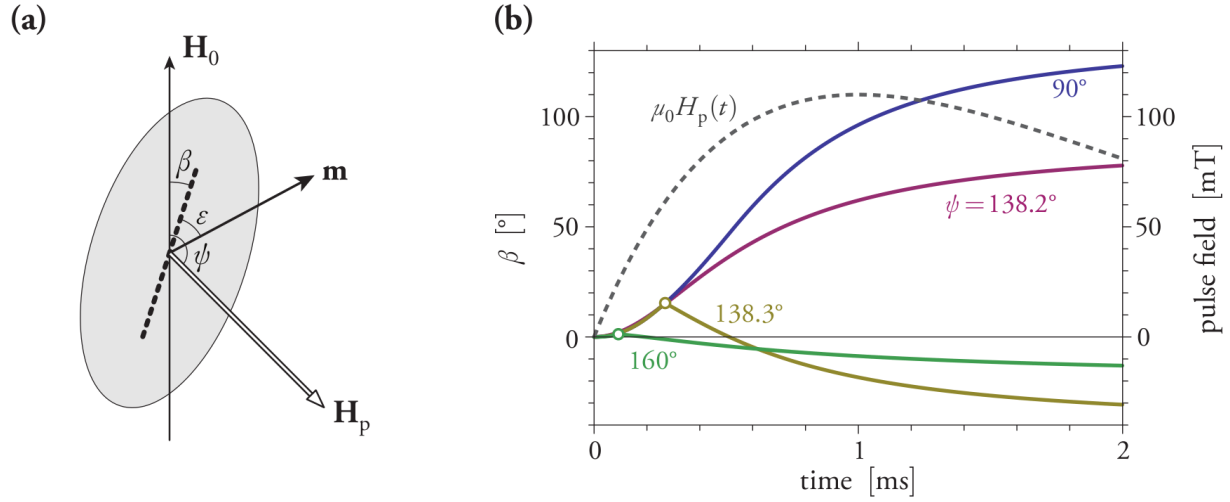 (a)
H₀
β
m
ε
ψ
Hₚ
(b)
β [°]
100
50
0
μ₀Hₚ(t)
90°
ψ=138.2°
138.3°
160°
100
50
0
pulse field [mT]
0
1
2
time [ms]